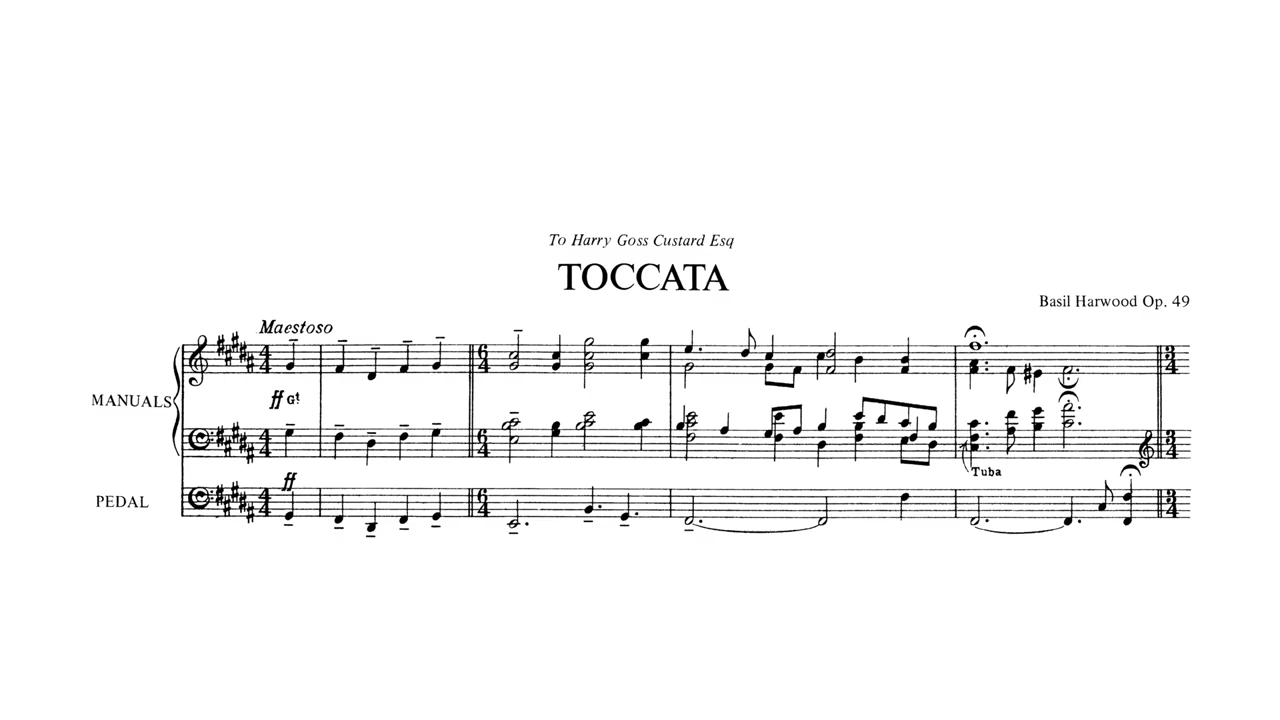 To Harry Goss Custard Esq
TOCCATA
Basil Harwood Op. 49
Maestoso
MANUALS
ff Gt
ff
Tuba
PEDAL